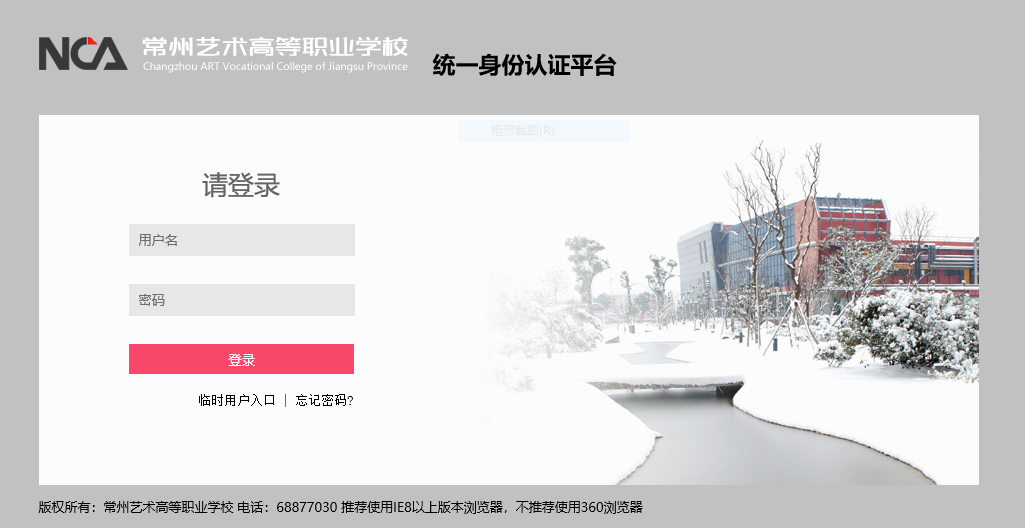 NCA
常州艺术高等职业学校
Changzhou ART Vocational College of Jiangsu Province
统一身份认证平台
矩形截图(R)
请登录
用户名
密码
登录
临时用户入口 | 忘记密码?
版权所有：常州艺术高等职业学校 电话：68877030 推荐使用IE8以上版本浏览器，不推荐使用360浏览器